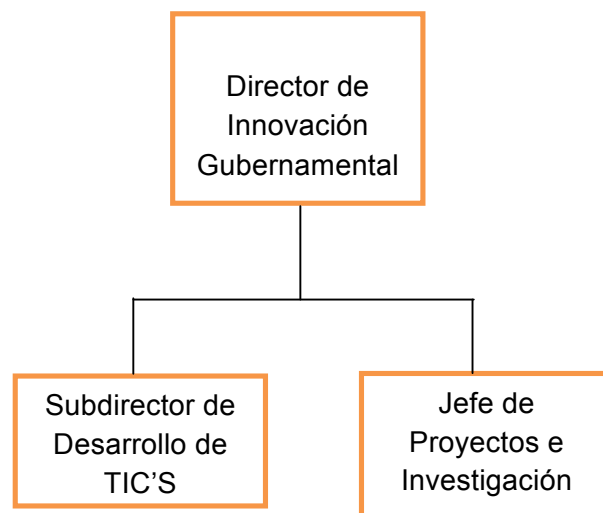 Director de
Innovación
Gubernamental
Subdirector de
Desarrollo de
TIC’S
Jefe de
Proyectos e
Investigación